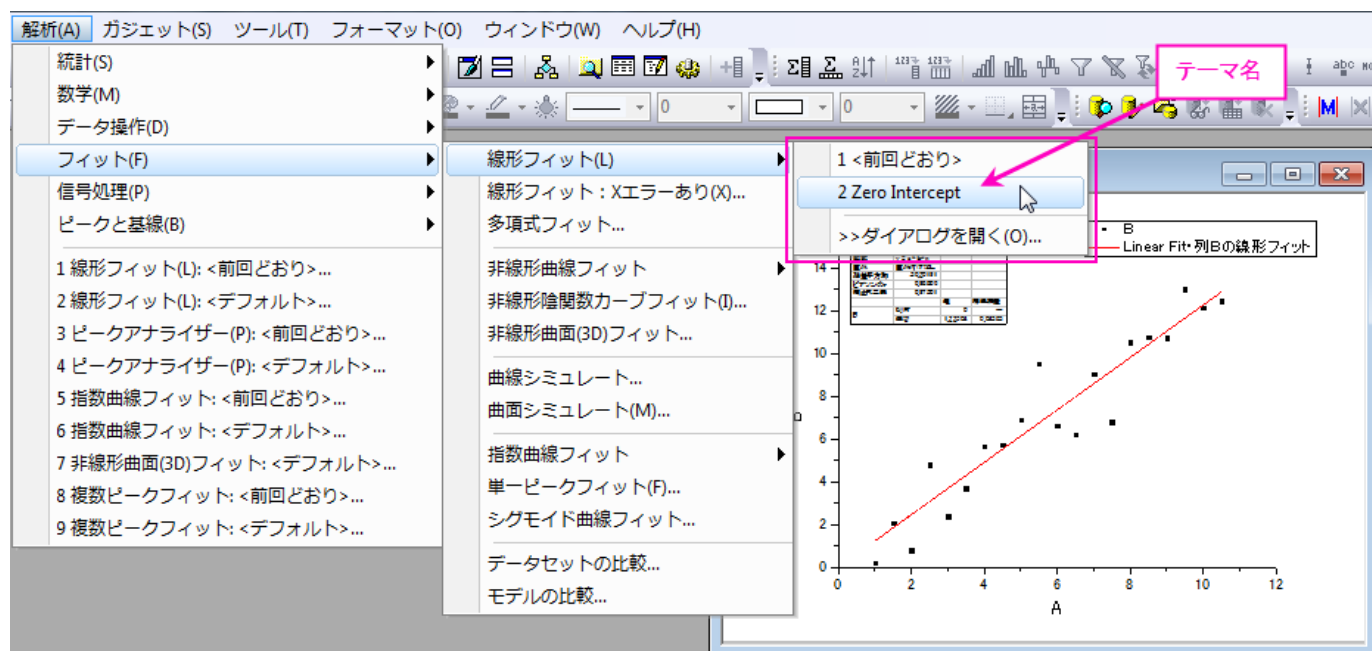 解析(A) ガジェット(S) ツール(T) フォーマット(O) ウィンドウ(W) ヘルプ(H)
統計(S)
数学(M)
データ操作(D)
フィット(F)
信号処理(P)
ピークと基線(B)
1 線形フィット(L): <前回どおり>...
2 線形フィット(L): <デフォルト>...
3 ピークアナライザー(P): <前回どおり>...
4 ピークアナライザー(P): <デフォルト>...
5 指数曲線フィット: <前回どおり>...
6 指数曲線フィット: <デフォルト>...
7 非線形曲面(3D)フィット: <デフォルト>...
8 複数ピークフィット: <前回どおり>...
9 複数ピークフィット: <デフォルト>...
線形フィット(L)
線形フィット：Xエラーあり(X)...
多項式フィット...
非線形曲線フィット
非線形陰関数カーブフィット(I)...
非線形曲面(3D)フィット...
曲線シミュレート...
曲面シミュレート(M)...
指数曲線フィット
単一ピークフィット(F)...
シグモイド曲線フィット...
データセットの比較...
モデルの比較...
1 <前回どおり>
2 Zero Intercept
>>ダイアログを開く(O)...
テーマ名
0
0
abc
B
Linear Fit・列Bの線形フィット
14
12
10
8
6
4
2
0
0 2 4 6 8 10 12
A